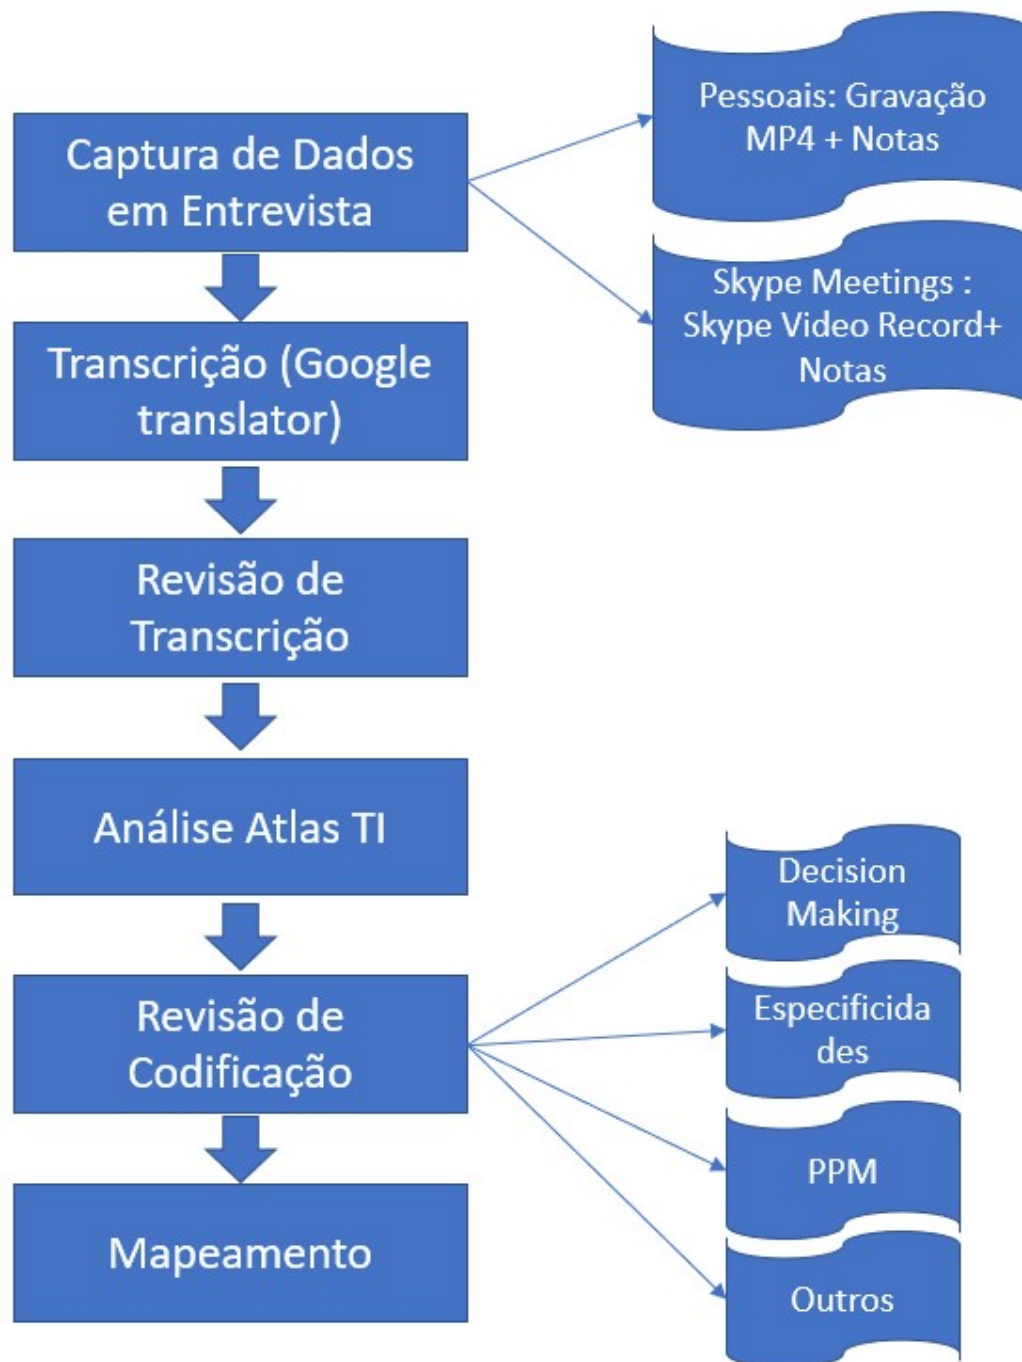 Captura de Dados
em Entrevista
Pessoais: Gravação
MP4 + Notas
Skype Meetings :
Skype Video Record+
Notas
Transcrição (Google
translator)
Revisão de
Transcrição
Análise Atlas TI
Revisão de
Codificação
Decision
Making
Especificida
des
PPM
Outros
Mapeamento